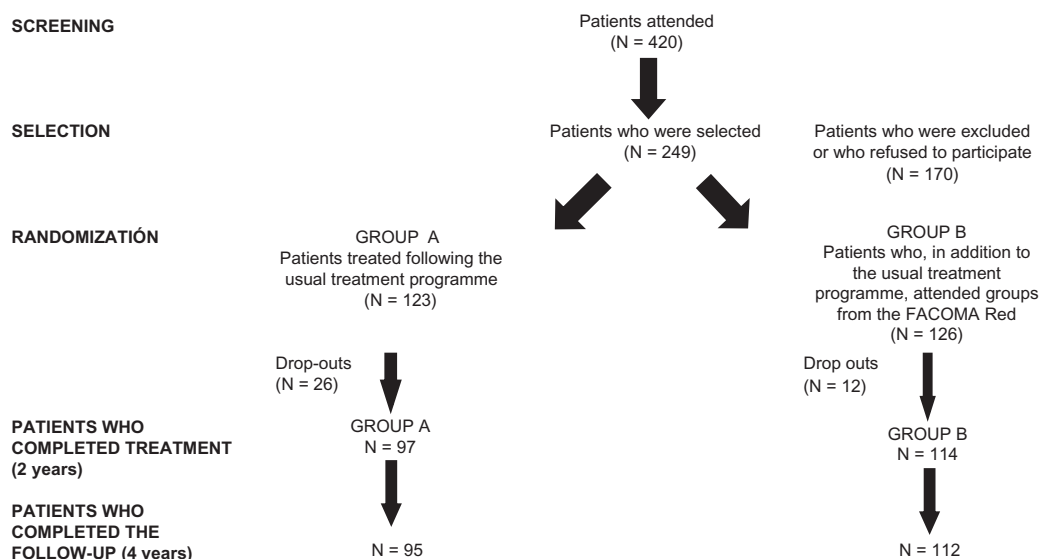 SCREENING
Patients attended
(N = 420)
SELECTION
Patients who were selected
(N = 249)
Patients who were excluded
or who refused to participate
(N = 170)
RANDOMIZATIÓN
GROUP A
Patients treated following the
usual treatment programme
(N = 123)
GROUP B
Patients who, in addition to
the usual treatment
programme, attended groups
from the FACOMA Red
(N = 126)
Drop-outs
(N = 26)
Drop outs
(N = 12)
PATIENTS WHO
COMPLETED TREATMENT
(2 years)
GROUP A
N = 97
GROUP B
N = 114
PATIENTS WHO
COMPLETED THE
FOLLOW-UP (4 years)
N = 95
N = 112